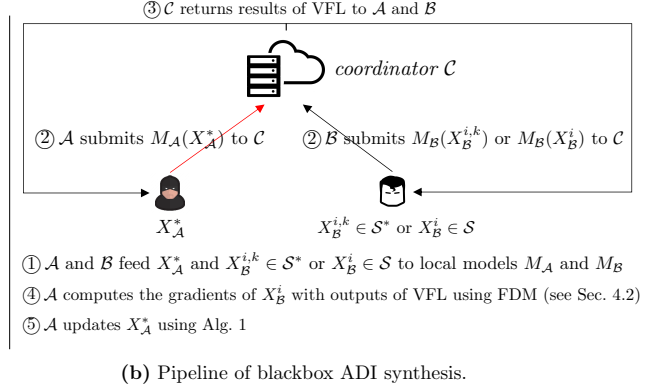 ③ 𝒞 returns results of VFL to 𝒜 and ℬ
coordinator 𝒞
② 𝒜 submits M_𝒜(X*_𝒜) to 𝒞
② ℬ submits M_ℬ(X^{i,k}_ℬ) or M_ℬ(X^i_ℬ) to 𝒞
X*_𝒜
X^{i,k}_ℬ ∈ 𝒮* or X^i_ℬ ∈ 𝒮
① 𝒜 and ℬ feed X*_𝒜 and X^{i,k}_ℬ ∈ 𝒮* or X^i_ℬ ∈ 𝒮 to local models M_𝒜 and M_ℬ
④ 𝒜 computes the gradients of X^i_ℬ with outputs of VFL using FDM (see Sec. 4.2)
⑤ 𝒜 updates X*_𝒜 using Alg. 1
(b) Pipeline of blackbox ADI synthesis.